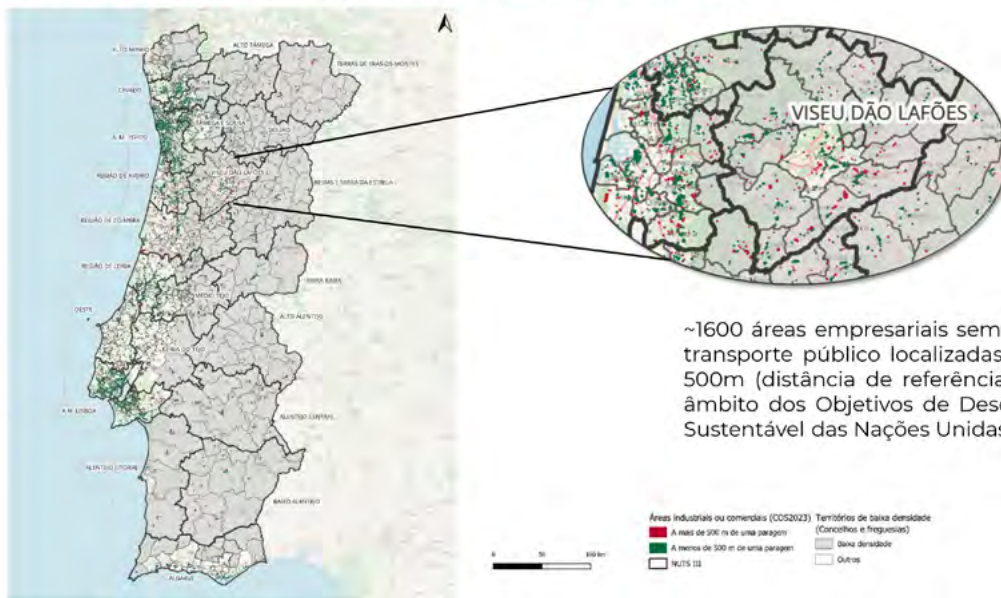 ALTO MINHO
ALTO TÂMEGA
TERRAS DE TRÁS-OS-MONTES
CÁVADO
TÂMEGA E SOUSA
DOURO
A.M. PORTO
VISEU DÃO LAFÕES
REGIÃO DE AVEIRO
BEIRAS E SERRA DA ESTRELA
REGIÃO DE COIMBRA
REGIÃO DE LEIRIA
BEIRA BAIXA
MÉDIO TEJO
OESTE
ALTO ALENTEJO
LEZÍRIA DO TEJO
A.M. LISBOA
ALENTEJO CENTRAL
ALENTEJO LITORAL
BAIXO ALENTEJO
ALGARVE
VISEU DÃO LAFÕES
~1600 áreas empresariais sem
transporte público localizadas
500m (distância de referência
âmbito dos Objetivos de Dese
Sustentável das Nações Unidas
Áreas industriais ou comerciais (COS2023)
A mais de 500 m de uma paragem
A menos de 500 m de uma paragem
NUTS III
Territórios de baixa densidade
(Concelhos e freguesias)
Baixa densidade
Outros
0 50 100 km